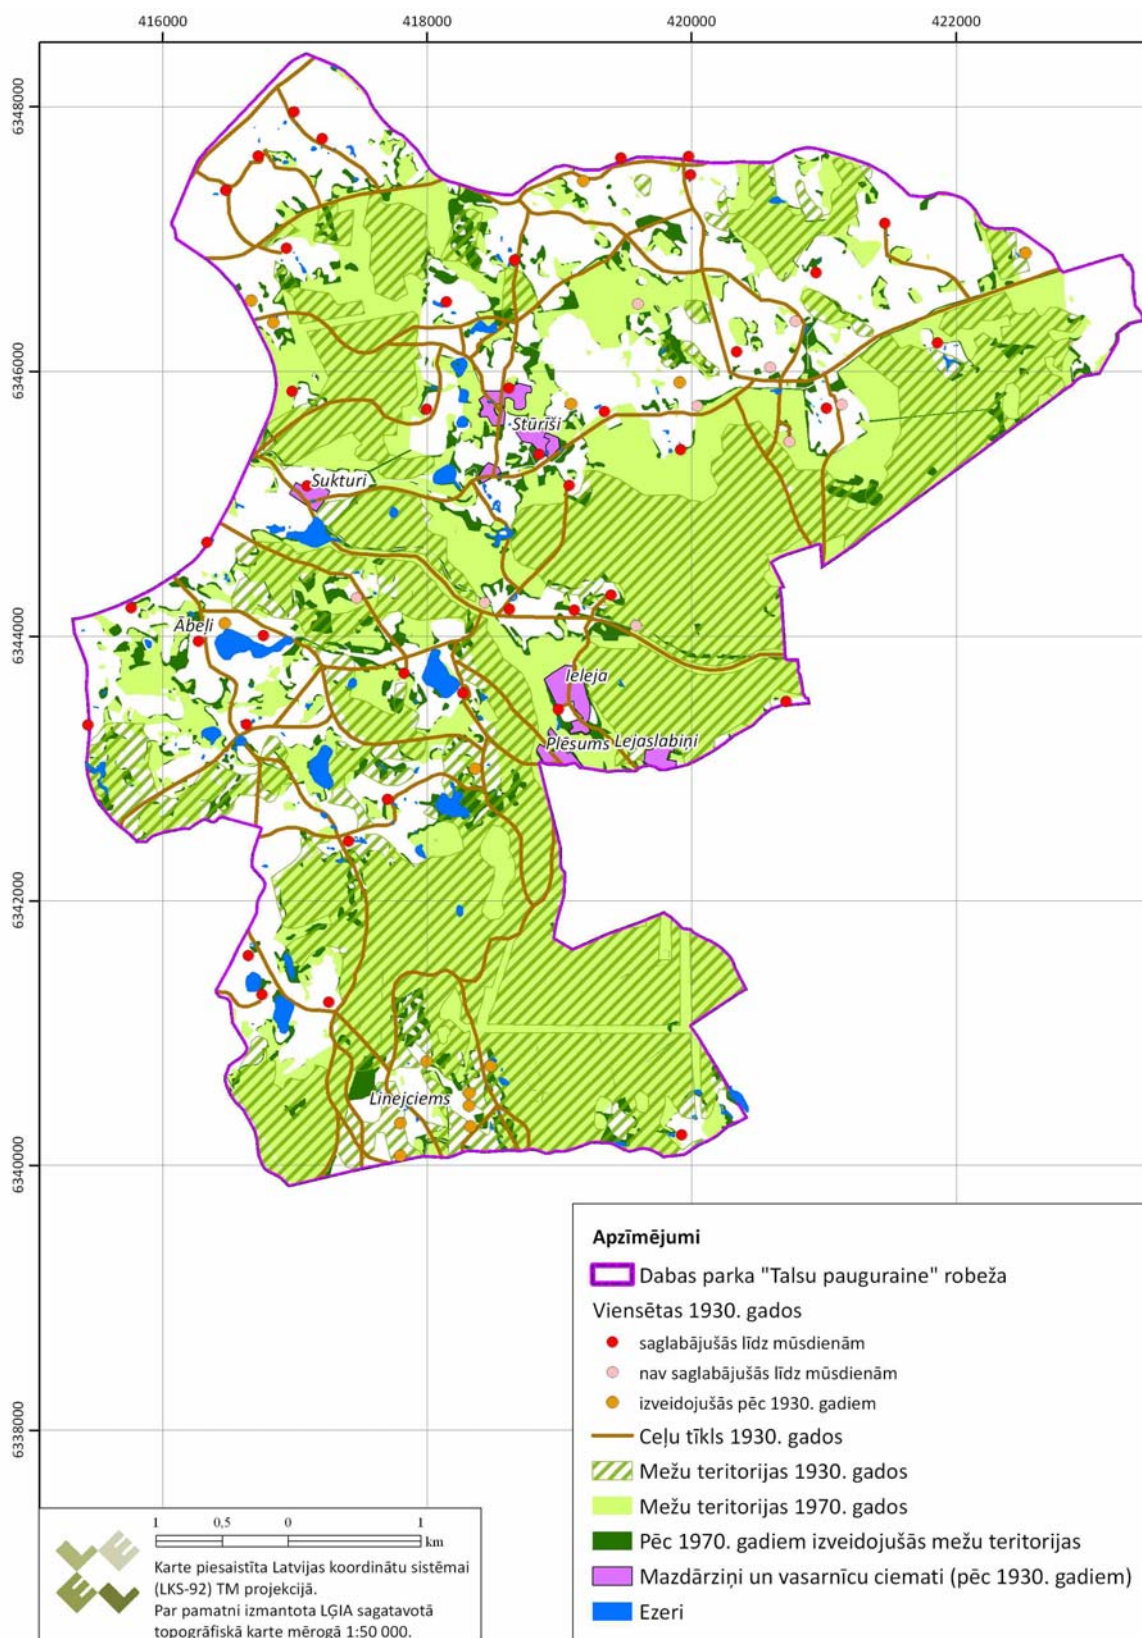 416000
418000
420000
422000
6348000
6346000
Stūrīši
Sukturi
6344000
Ābeļi
Ieleja
Plēsums
Lejaslabiņi
6342000
Linejciems
6340000
6338000
Apzīmējumi
Dabas parka "Talsu pauguraine" robeža
Viensētas 1930. gados
saglabājušās līdz mūsdienām
nav saglabājušās līdz mūsdienām
izveidojušās pēc 1930. gadiem
Ceļu tīkls 1930. gados
Mežu teritorijas 1930. gados
Mežu teritorijas 1970. gados
Pēc 1970. gadiem izveidojušās mežu teritorijas
Mazdārziņi un vasarnīcu ciemati (pēc 1930. gadiem)
Ezeri
1 0,5 0 1
km
Karte piesaistīta Latvijas koordinātu sistēmai
(LKS-92) TM projekcijā.
Par pamatni izmantota LĢIA sagatavotā
topogrāfiskā karte mērogā 1:50 000.